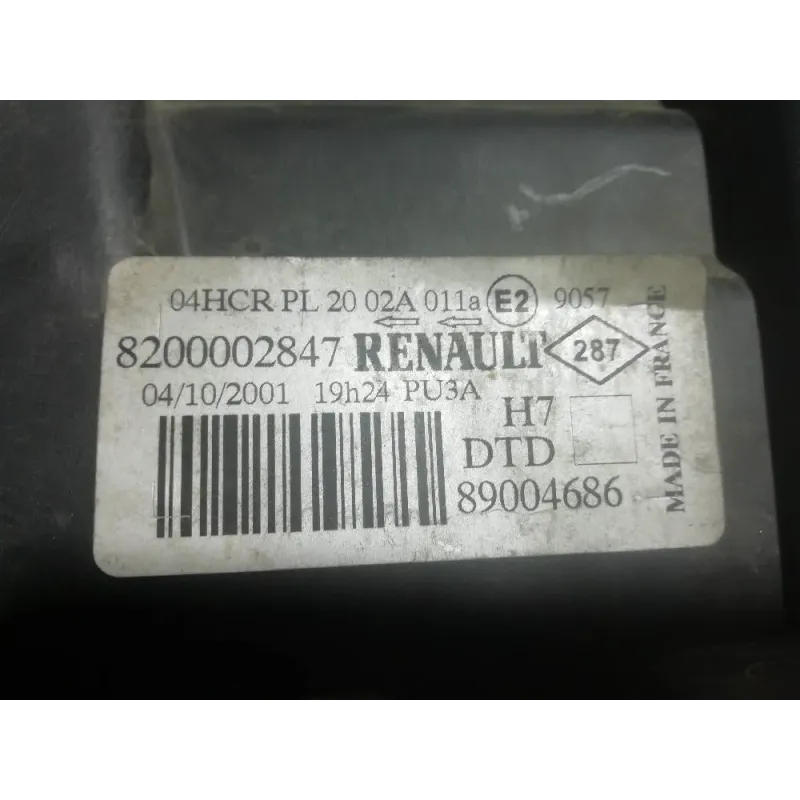 04HCR PL 20 02A 011a E2 9057
8200002847 RENAULT 287
04/10/2001 19h24 PU3A
H7
DTD
89004686
MADE IN FRANCE